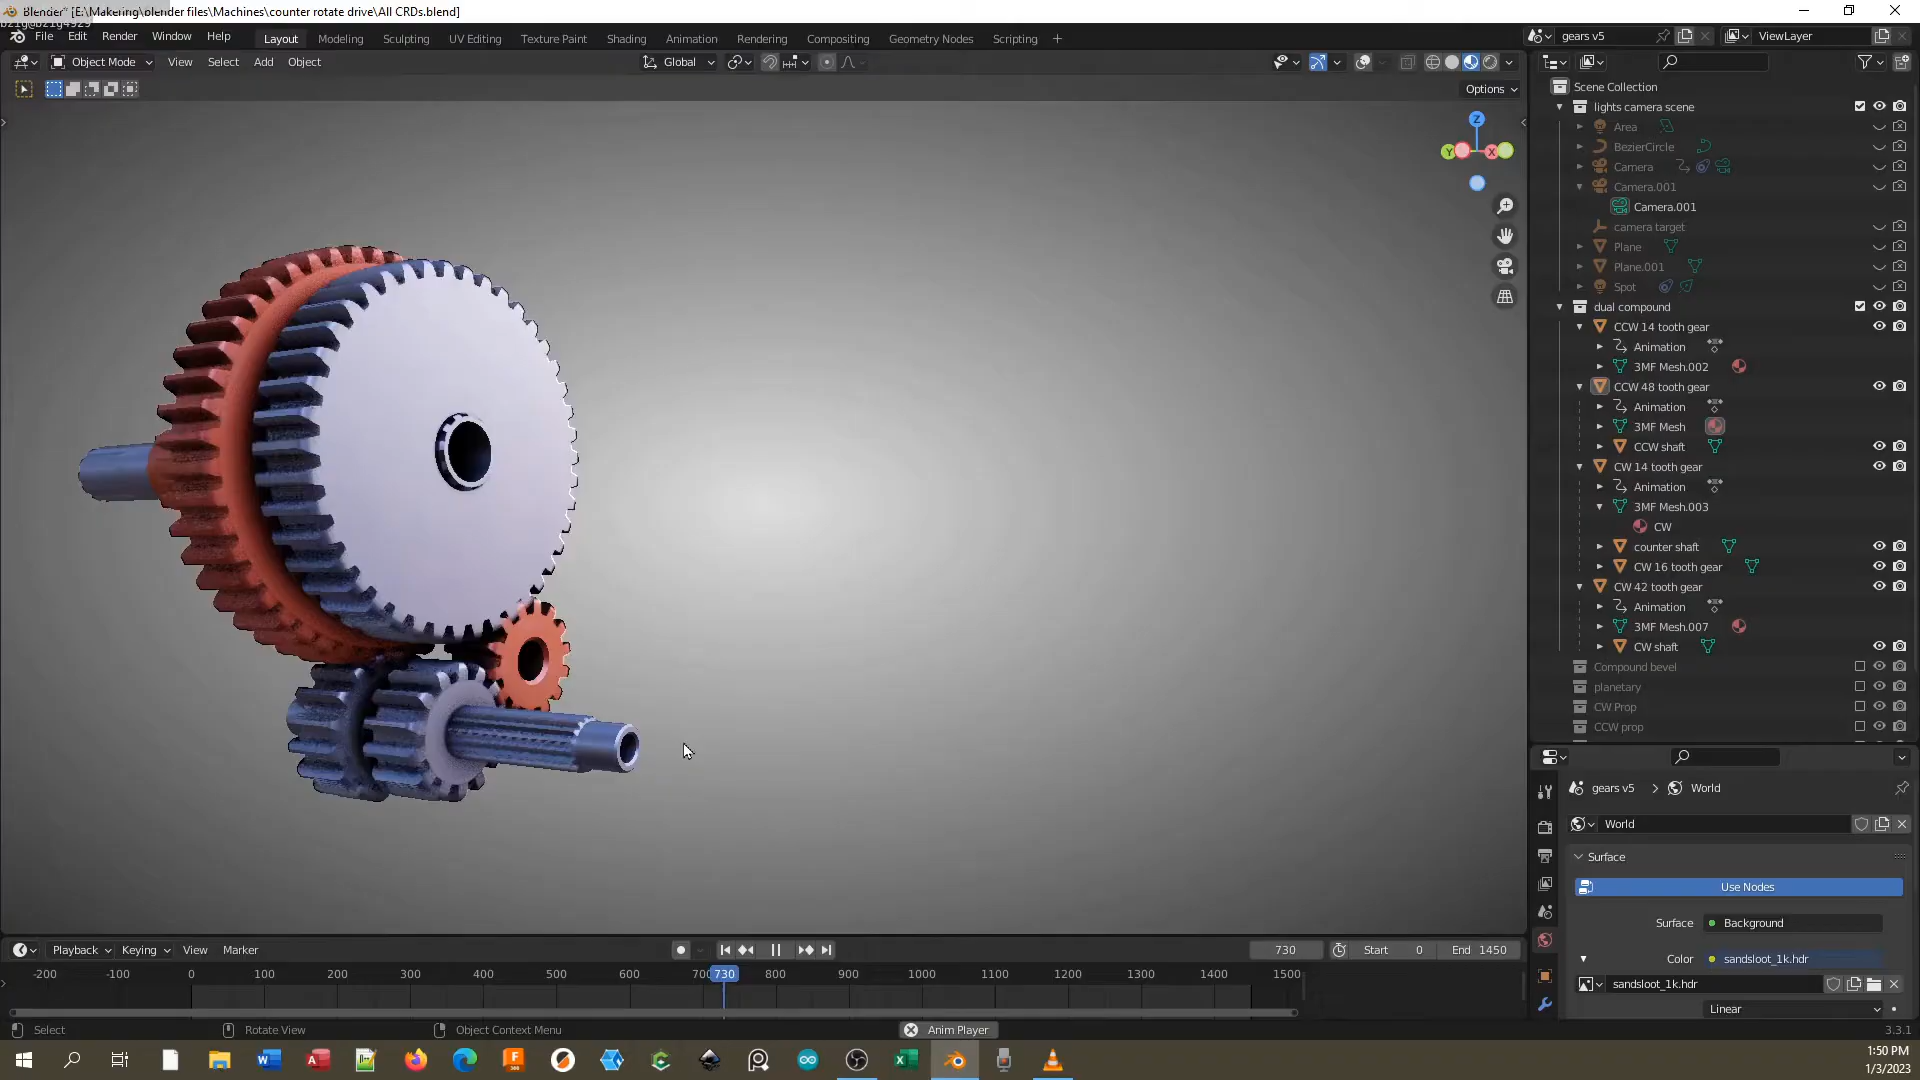 Blender* [E:\Makering\blender files\Machines\counter rotate drive\All CRDs.blend]
File Edit Render Window Help
Layout Modeling Sculpting UV Editing Texture Paint Shading Animation Rendering Compositing Geometry Nodes Scripting +
gears v5 ViewLayer
Object Mode View Select Add Object Global
Options
Z
Y X
Scene Collection
lights camera scene
Area
BezierCircle
Camera
Camera.001
Camera.001
camera target
Plane
Plane.001
Spot
dual compound
CCW 14 tooth gear
Animation
3MF Mesh.002
CCW 48 tooth gear
Animation
3MF Mesh
CCW shaft
CW 14 tooth gear
Animation
3MF Mesh.003
CW
counter shaft
CW 16 tooth gear
CW 42 tooth gear
Animation
3MF Mesh.007
CW shaft
Compound bevel
planetary
CW Prop
CCW prop
gears v5 > World
World
Surface
Use Nodes
Surface Background
Color sandsloot_1k.hdr
sandsloot_1k.hdr
Linear
Playback Keying View Marker 730 Start 0 End 1450
-200 -100 0 100 200 300 400 500 600 730 800 900 1000 1100 1200 1300 1400 1500
Select Rotate View Object Context Menu Anim Player 3.3.1
1:50 PM
1/3/2023